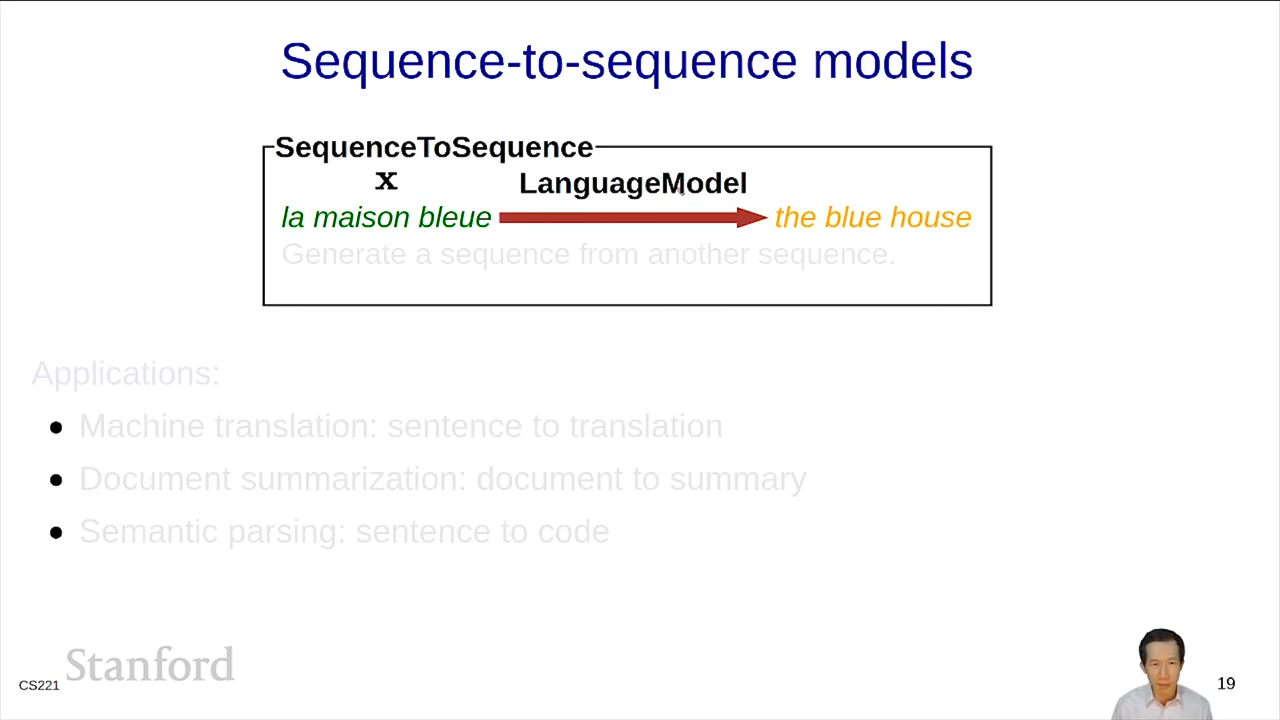 Sequence-to-sequence models
SequenceToSequence
x
LanguageModel
la maison bleue the blue house
Generate a sequence from another sequence.
Applications:
• Machine translation: sentence to translation
• Document summarization: document to summary
• Semantic parsing: sentence to code
Stanford
CS221
19